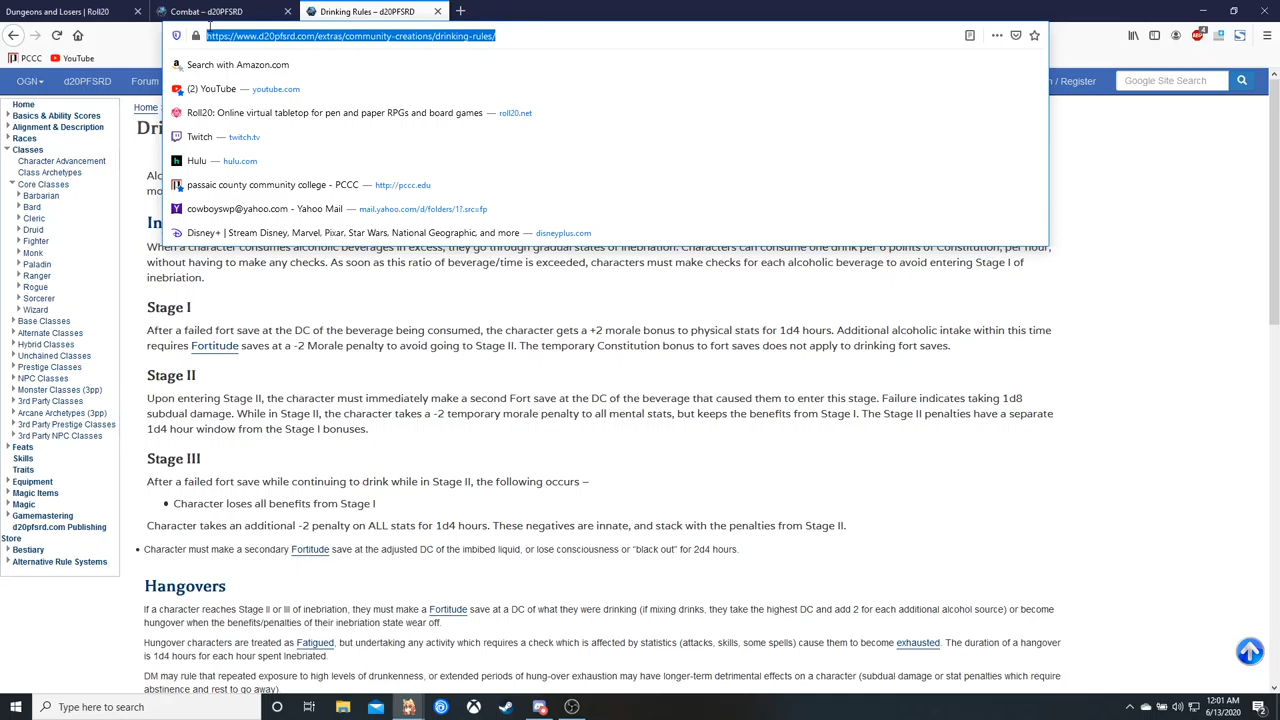 Dungeons and Losers | Roll20
Combat – d20PFSRD
Drinking Rules – d20PFSRD
https://www.d20pfsrd.com/extras/community-creations/drinking-rules/
PCCC
YouTube
Search with Amazon.com
(2) YouTube — youtube.com
Roll20: Online virtual tabletop for pen and paper RPGs and board games — roll20.net
Twitch — twitch.tv
Hulu — hulu.com
passaic county community college - PCCC — http://pccc.edu
cowboyswp@yahoo.com - Yahoo Mail — mail.yahoo.com/d/folders/1?.src=fp
Disney+ | Stream Disney, Marvel, Pixar, Star Wars, National Geographic, and more — disneyplus.com
OGN
d20PFSRD
Forum
/ Register
Google Site Search
Home
Basics & Ability Scores
Alignment & Description
Races
Classes
Character Advancement
Class Archetypes
Core Classes
Barbarian
Bard
Cleric
Druid
Fighter
Monk
Paladin
Ranger
Rogue
Sorcerer
Wizard
Base Classes
Alternate Classes
Hybrid Classes
Unchained Classes
Prestige Classes
NPC Classes
Monster Classes (3pp)
3rd Party Classes
Arcane Archetypes (3pp)
3rd Party Prestige Classes
3rd Party NPC Classes
Feats
Skills
Traits
Equipment
Magic Items
Magic
Gamemastering
d20pfsrd.com Publishing
Store
Bestiary
Alternative Rule Systems
Home
Dri
Alc
mo
In
When a character consumes alcoholic beverages in excess, they go through gradual states of inebriation. Characters can consume one drink per 6 points of Constitution, per hour,
without having to make any checks. As soon as this ratio of beverage/time is exceeded, characters must make checks for each alcoholic beverage to avoid entering Stage I of
inebriation.
Stage I
After a failed fort save at the DC of the beverage being consumed, the character gets a +2 morale bonus to physical stats for 1d4 hours. Additional alcoholic intake within this time
requires Fortitude saves at a -2 Morale penalty to avoid going to Stage II. The temporary Constitution bonus to fort saves does not apply to drinking fort saves.
Stage II
Upon entering Stage II, the character must immediately make a second Fort save at the DC of the beverage that caused them to enter this stage. Failure indicates taking 1d8
subdual damage. While in Stage II, the character takes a -2 temporary morale penalty to all mental stats, but keeps the benefits from Stage I. The Stage II penalties have a separate
1d4 hour window from the Stage I bonuses.
Stage III
After a failed fort save while continuing to drink while in Stage II, the following occurs –
Character loses all benefits from Stage I
Character takes an additional -2 penalty on ALL stats for 1d4 hours. These negatives are innate, and stack with the penalties from Stage II.
Character must make a secondary Fortitude save at the adjusted DC of the imbibed liquid, or lose consciousness or “black out” for 2d4 hours.
Hangovers
If a character reaches Stage II or III of inebriation, they must make a Fortitude save at a DC of what they were drinking (if mixing drinks, they take the highest DC and add 2 for each additional alcohol source) or become
hungover when the benefits/penalties of their inebriation state wear off.
Hungover characters are treated as Fatigued, but undertaking any activity which requires a check which is affected by statistics (attacks, skills, some spells) cause them to become exhausted. The duration of a hangover
is 1d4 hours for each hour spent Inebriated.
DM may rule that repeated exposure to high levels of drunkenness, or extended periods of hung-over exhaustion may have longer-term detrimental effects on a character (subdual damage or stat penalties which require
abstinence and rest to go away).
Type here to search
12:01 AM
6/13/2020